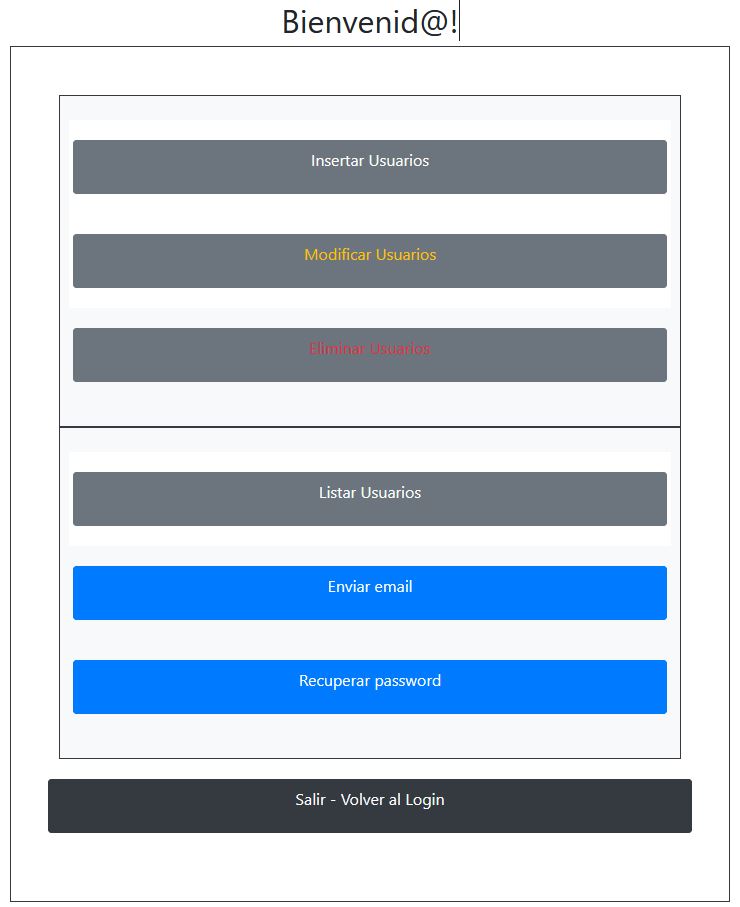 Bienvenid@!
Insertar Usuarios
Modificar Usuarios
Eliminar Usuarios
Listar Usuarios
Enviar email
Recuperar password
Salir - Volver al Login